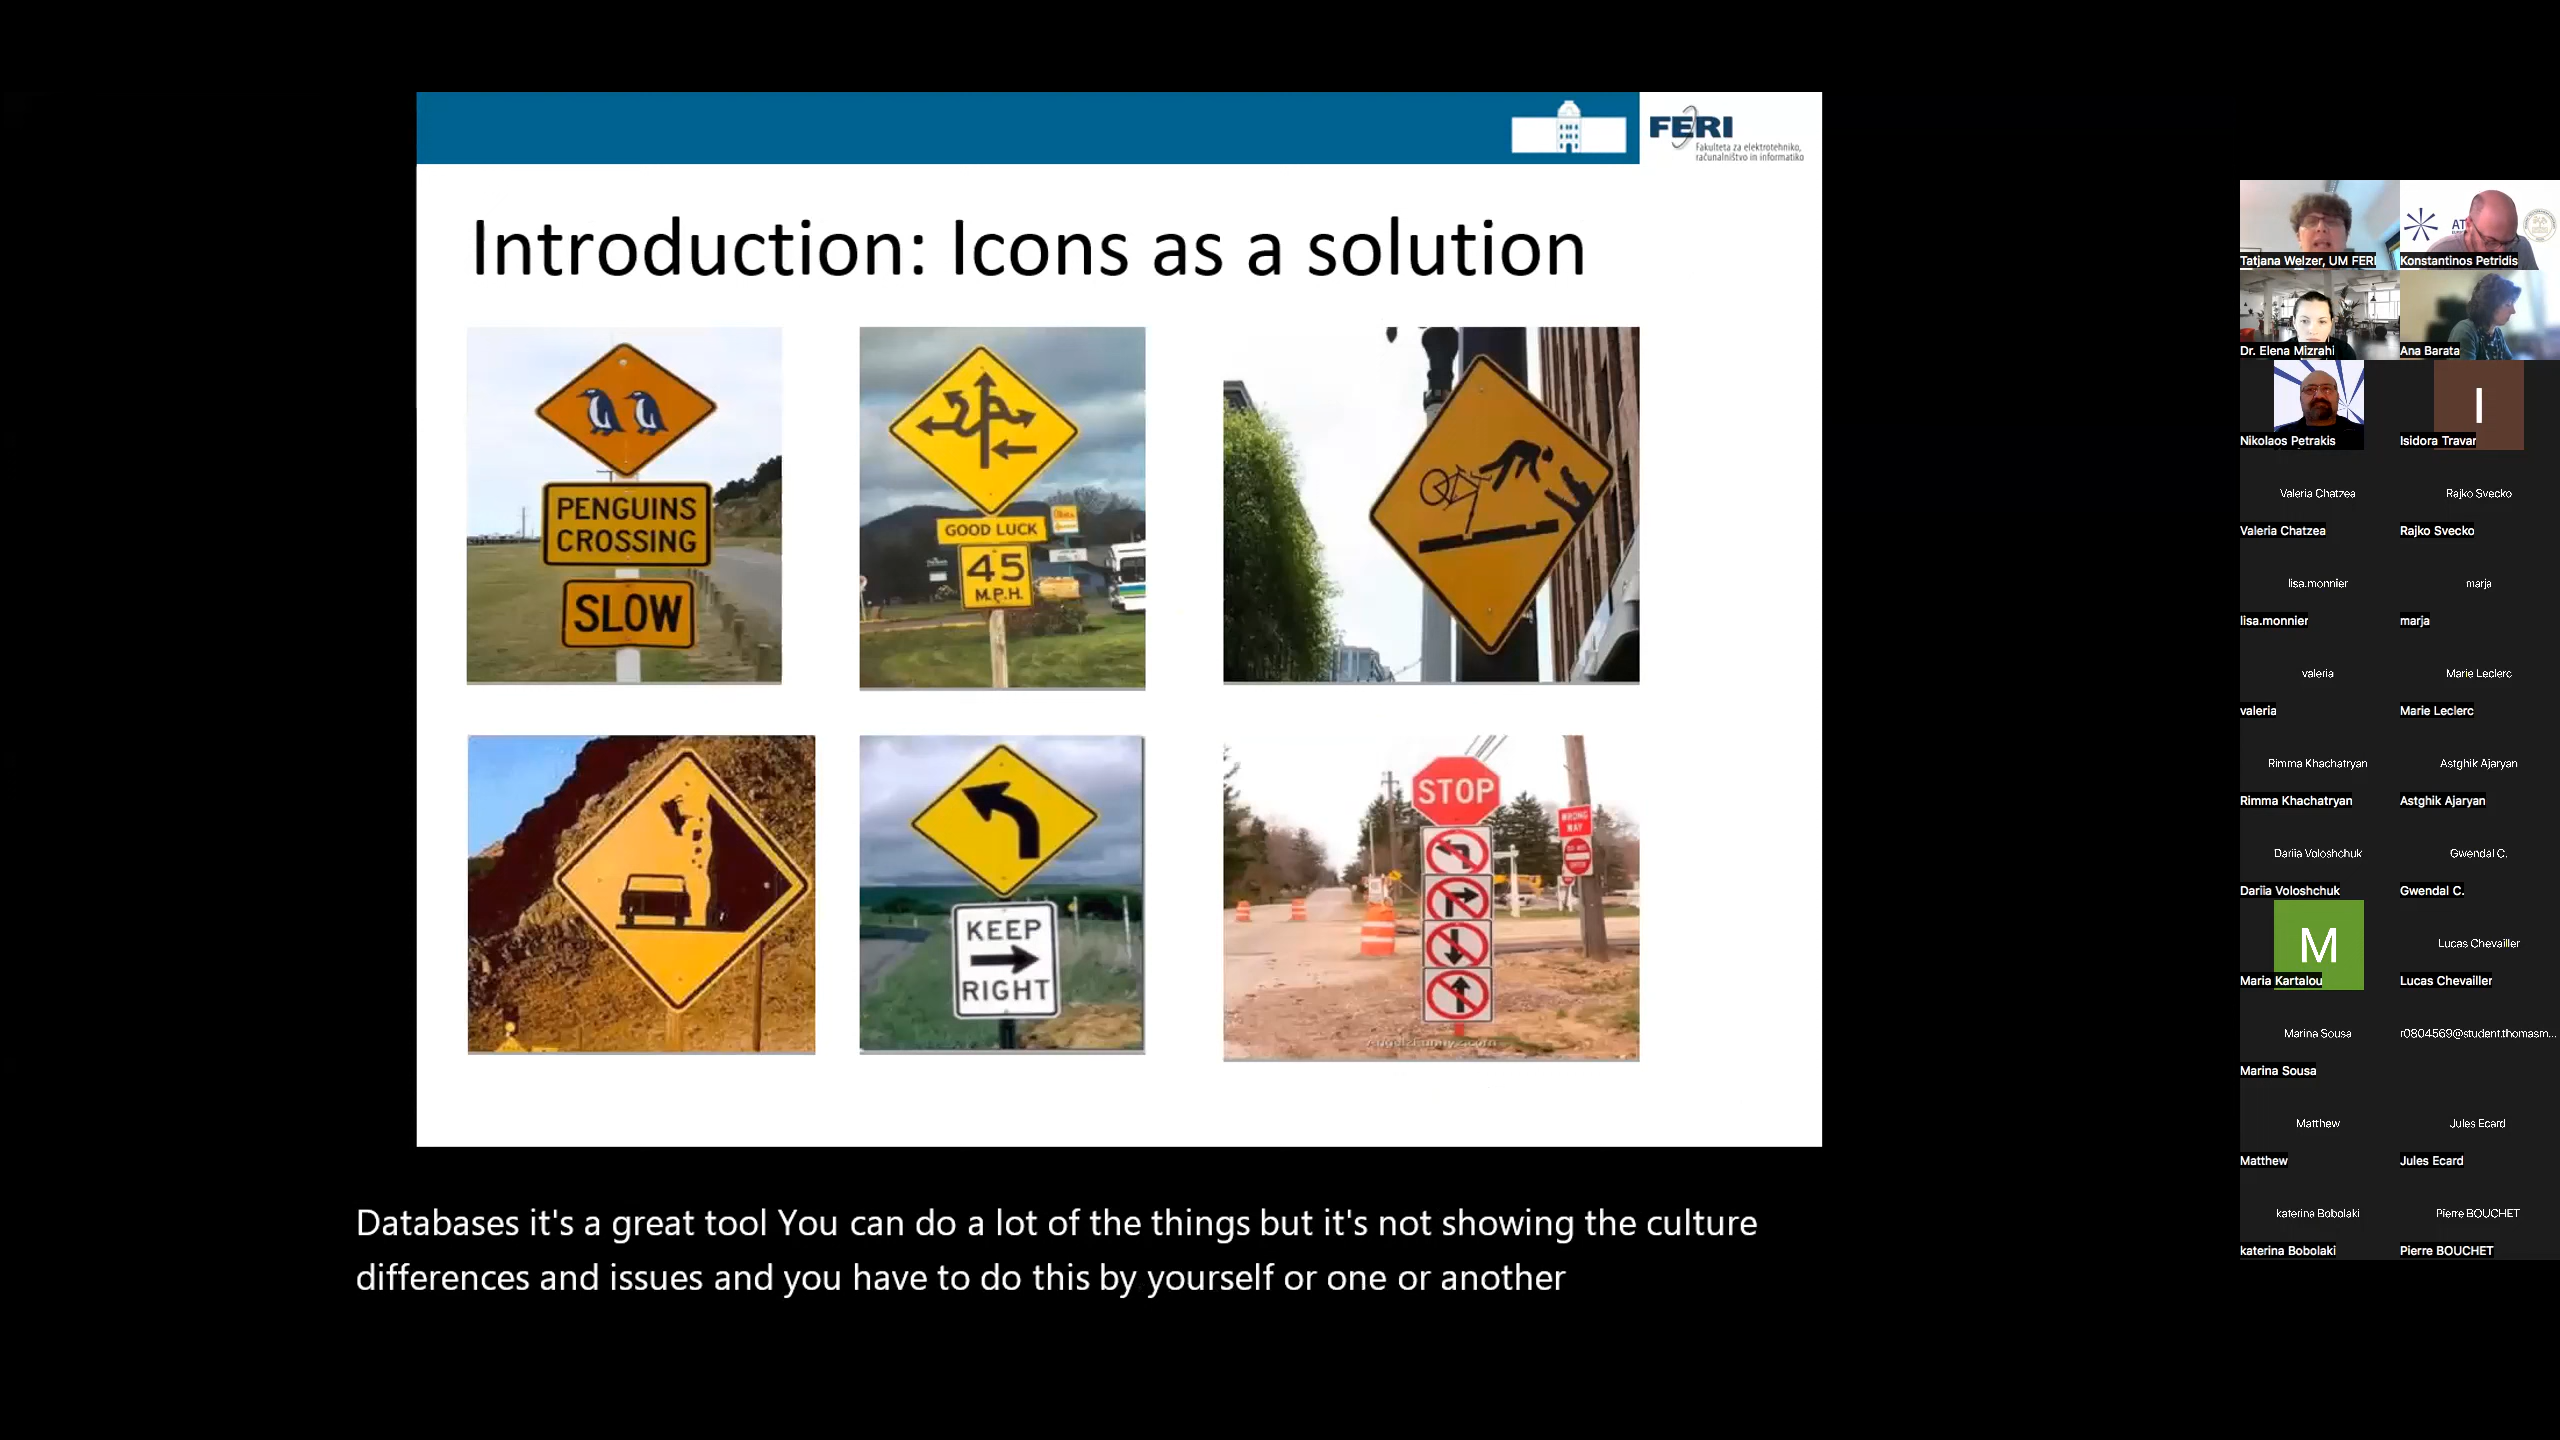 FERI
Fakulteta za elektrotehniko,
računalništvo in informatiko
Introduction: Icons as a solution
PENGUINS
CROSSING
SLOW
GOOD LUCK
45
M.P.H.
KEEP
RIGHT
STOP
WRONG
WAY
Databases it's a great tool You can do a lot of the things but it's not showing the culture
differences and issues and you have to do this by yourself or one or another
Tatjana Welzer, UM FERI
Konstantinos Petridis
Dr. Elena Mizrahi
Ana Barata
Nikolaos Petrakis
I
Isidora Travar
Valeria Chatzea
Rajko Svecko
Valeria Chatzea
Rajko Svecko
lisa.monnier
marja
lisa.monnier
marja
valeria
Marie Leclerc
valeria
Marie Leclerc
Rimma Khachatryan
Astghik Ajaryan
Rimma Khachatryan
Astghik Ajaryan
Dariia Voloshchuk
Gwendal C.
Dariia Voloshchuk
Gwendal C.
M
Lucas Chevailler
Maria Kartalou
Lucas Chevailler
Marina Sousa
r0804569@student.thomasm...
Marina Sousa
Matthew
Jules Ecard
Matthew
Jules Ecard
katerina Bobolaki
Pierre BOUCHET
katerina Bobolaki
Pierre BOUCHET